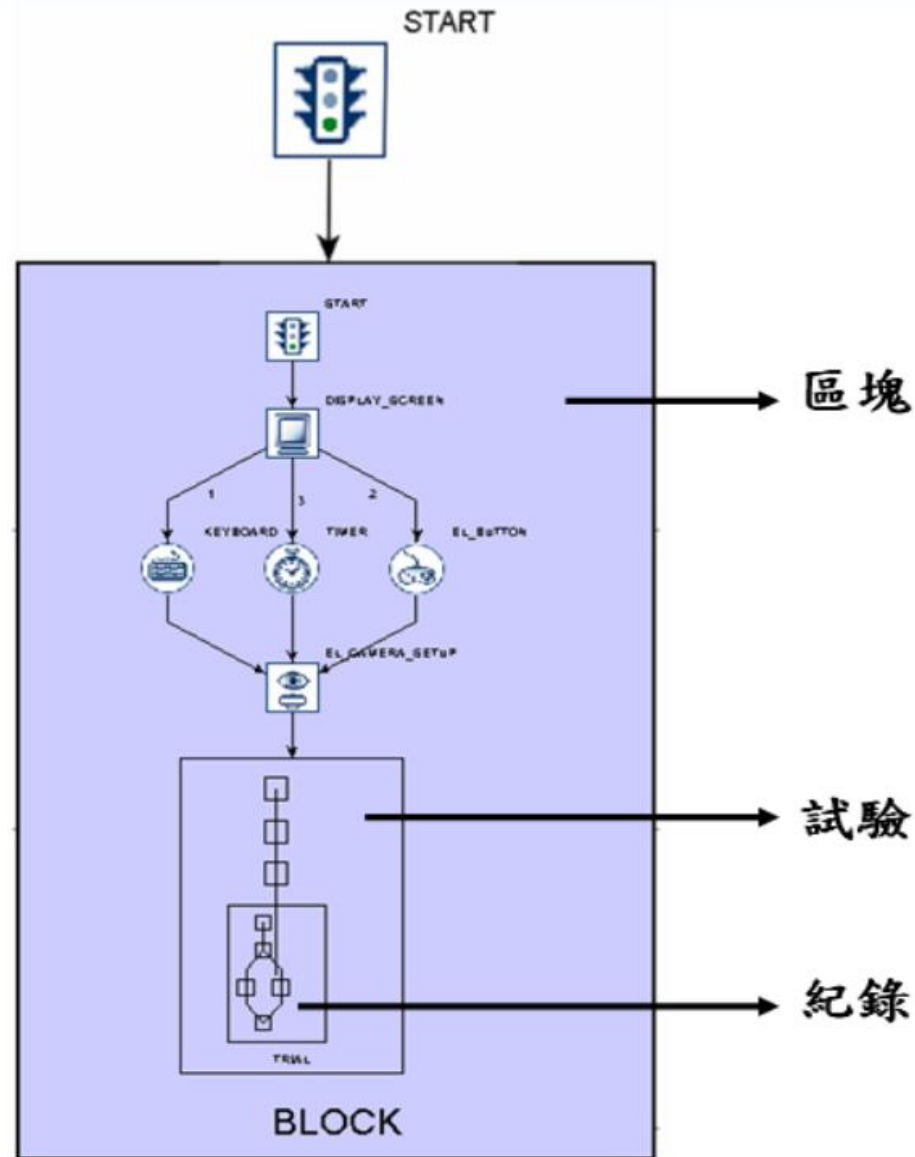 START
START
DISPLAY_SCREEN
區塊
1
3
2
KEYBOARD
TIMER
EL_BUTTON
EL_CAMERA_SETUP
試驗
紀錄
TRIAL
BLOCK